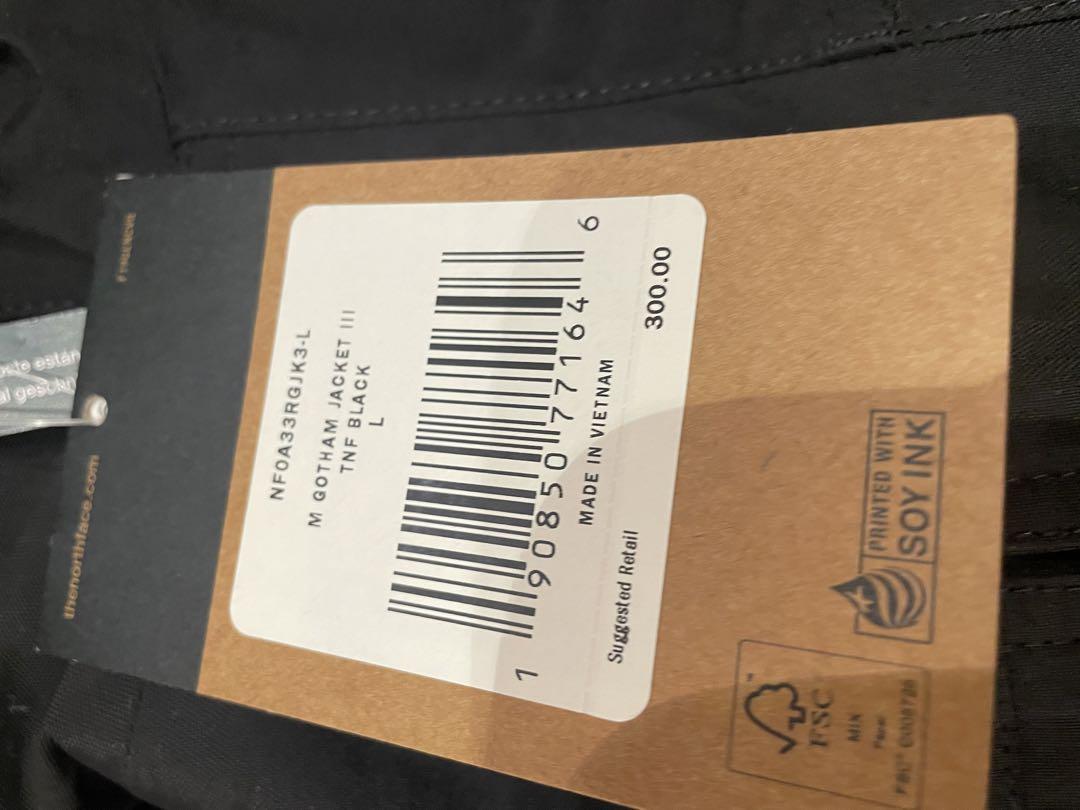 thenorthface.com
NF0A33RGJK3-L
M GOTHAM JACKET III
TNF BLACK
L
1 90850 77164 6
MADE IN VIETNAM
Suggested Retail 300.00
PRINTED WITH
SOY INK
FSC
MIX